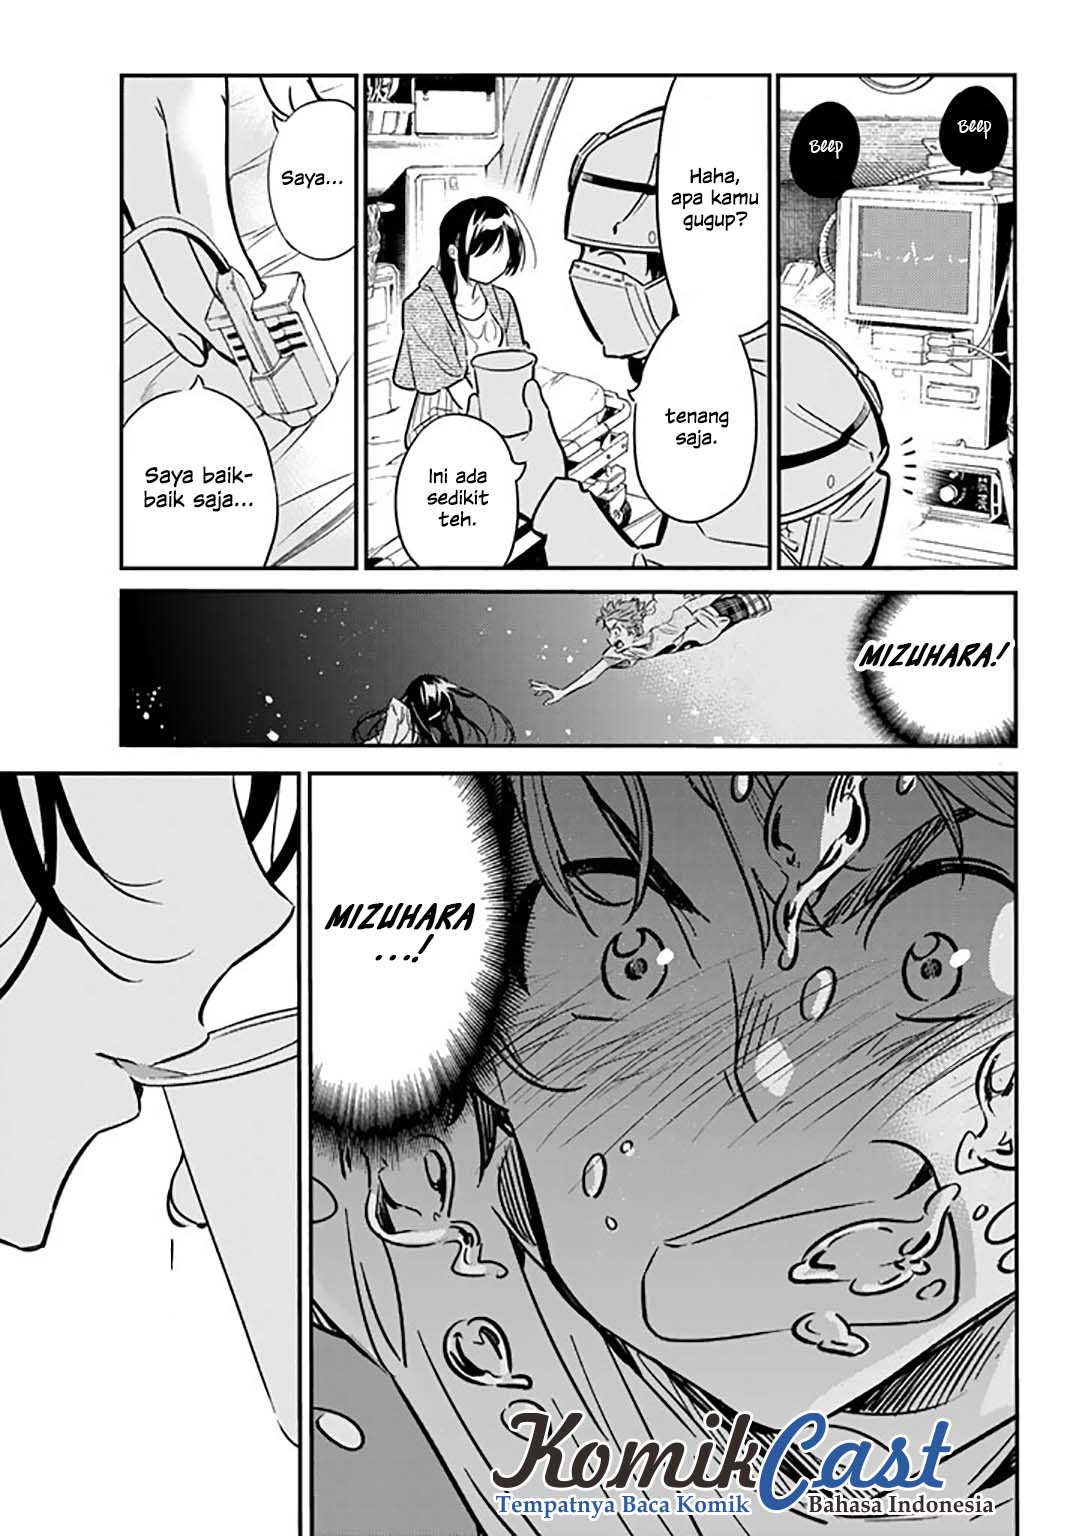 Beep
Beep
Haha,
apa kamu
gugup?
tenang
saja.
Ini ada
sedikit
teh.
Saya...
Saya baik-
baik saja...
MIZUHARA!
MIZUHARA
...!
KomikCast
Tempatnya Baca Komik Bahasa Indonesia